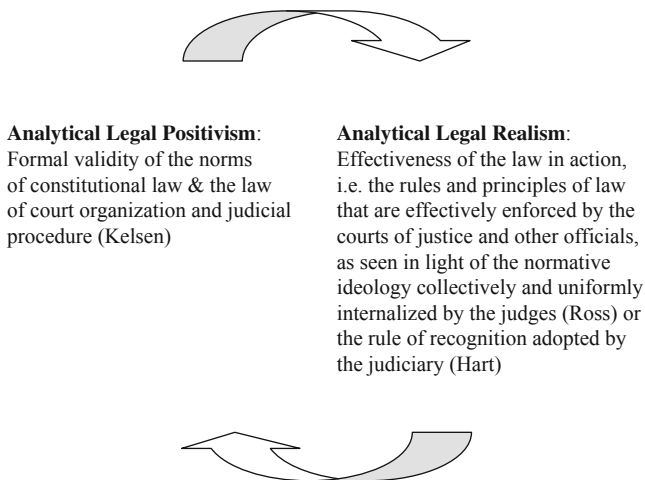 Analytical Legal Positivism:
Formal validity of the norms
of constitutional law & the law
of court organization and judicial
procedure (Kelsen)
Analytical Legal Realism:
Effectiveness of the law in action,
i.e. the rules and principles of law
that are effectively enforced by the
courts of justice and other officials,
as seen in light of the normative
ideology collectively and uniformly
internalized by the judges (Ross) or
the rule of recognition adopted by
the judiciary (Hart)